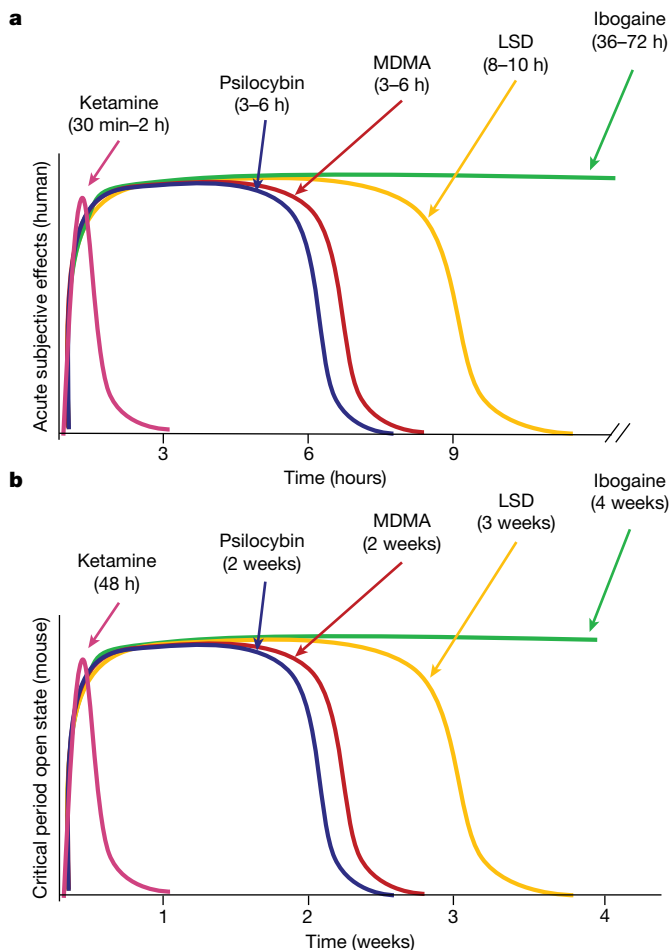 a
Ibogaine
(36–72 h)
LSD
(8–10 h)
MDMA
(3–6 h)
Psilocybin
(3–6 h)
Ketamine
(30 min–2 h)
Acute subjective effects (human)
3
6
9
Time (hours)
b
Ibogaine
(4 weeks)
LSD
(3 weeks)
MDMA
(2 weeks)
Psilocybin
(2 weeks)
Ketamine
(48 h)
Critical period open state (mouse)
1
2
3
4
Time (weeks)